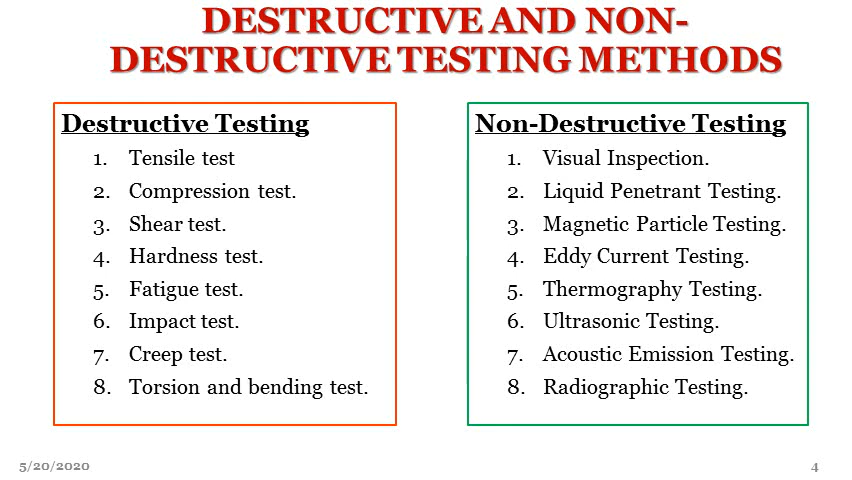 DESTRUCTIVE AND NON-
DESTRUCTIVE TESTING METHODS
Destructive Testing
1. Tensile test
2. Compression test.
3. Shear test.
4. Hardness test.
5. Fatigue test.
6. Impact test.
7. Creep test.
8. Torsion and bending test.
Non-Destructive Testing
1. Visual Inspection.
2. Liquid Penetrant Testing.
3. Magnetic Particle Testing.
4. Eddy Current Testing.
5. Thermography Testing.
6. Ultrasonic Testing.
7. Acoustic Emission Testing.
8. Radiographic Testing.
5/20/2020
4